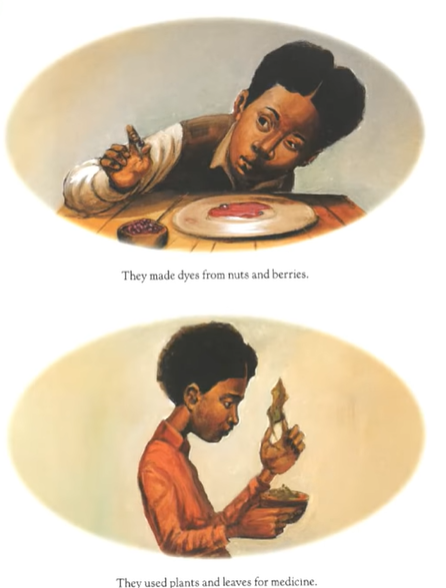 They made dyes from nuts and berries.
They used plants and leaves for medicine.